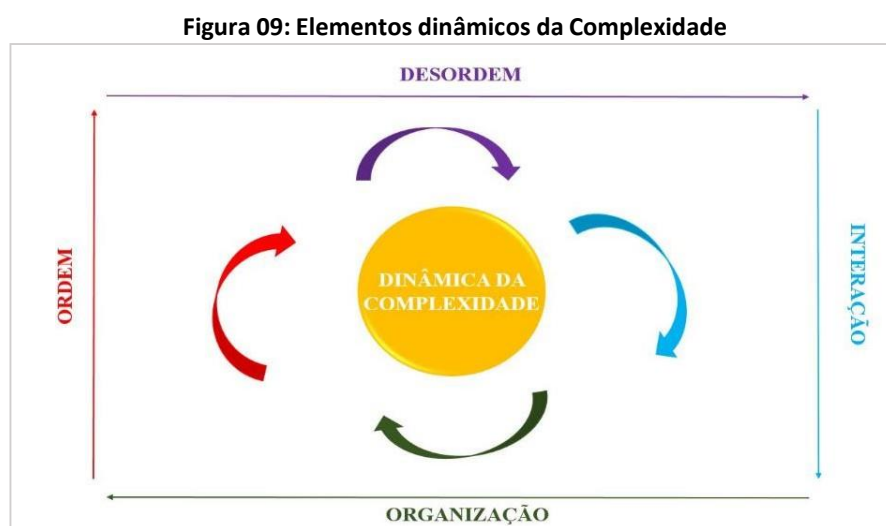 Figura 09: Elementos dinâmicos da Complexidade
DESORDEM
ORDEM
DINÂMICA DA
COMPLEXIDADE
INTERAÇÃO
ORGANIZAÇÃO